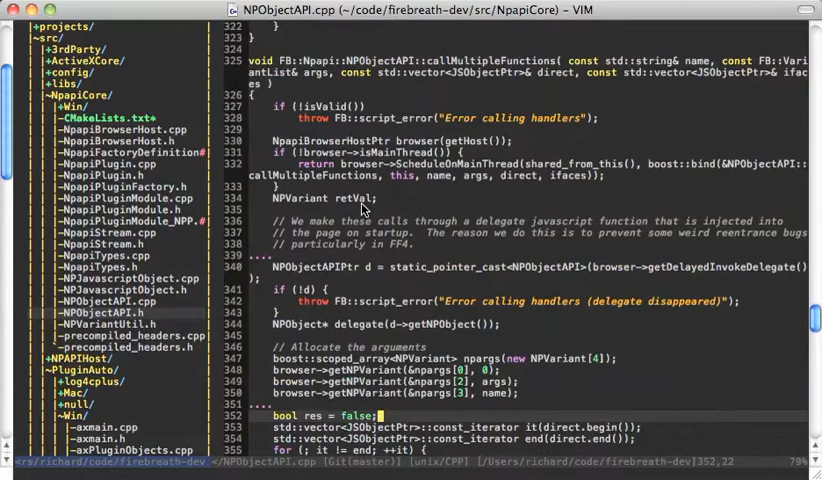 NPObjectAPI.cpp (~/code/firebreath-dev/src/NpapiCore) – VIM
|+projects/
|~src/
| |+3rdParty/
| |+ActiveXCore/
| |+config/
| |+libs/
| |~NpapiCore/
| | |+Win/
| | |-CMakeLists.txt*
| | |-NpapiBrowserHost.cpp
| | |-NpapiBrowserHost.h
| | |-NpapiFactoryDefinition#
| | |-NpapiPlugin.cpp
| | |-NpapiPlugin.h
| | |-NpapiPluginFactory.h
| | |-NpapiPluginModule.cpp
| | |-NpapiPluginModule.h
| | |-NpapiPluginModule_NPP.#
| | |-NpapiStream.cpp
| | |-NpapiStream.h
| | |-NpapiTypes.cpp
| | |-NpapiTypes.h
| | |-NPJavascriptObject.cpp
| | |-NPJavascriptObject.h
| | |-NPObjectAPI.cpp
| | |-NPObjectAPI.h
| | |-NPVariantUtil.h
| | |-precompiled_headers.cpp
| | `-precompiled_headers.h
| |+NPAPIHost/
| |~PluginAuto/
| | |+log4cplus/
| | |+Mac/
| | |+null/
| | |~Win/
| | | |-axmain.cpp
| | | |-axmain.h
| | | |-axPluginObjects.cpp
322 }
323 }
324
325 void FB::Npapi::NPObjectAPI::callMultipleFunctions( const std::string& name, const FB::Vari
antList& args, const std::vector<JSObjectPtr>& direct, const std::vector<JSObjectPtr>& ifac
es )
326 {
327 if (!isValid())
328 throw FB::script_error("Error calling handlers");
329
330 NpapiBrowserHostPtr browser(getHost());
331 if (!browser->isMainThread()) {
332 return browser->ScheduleOnMainThread(shared_from_this(), boost::bind(&NPObjectAPI::
callMultipleFunctions, this, name, args, direct, ifaces));
333 }
334 NPVariant retVal;
335
336 // We make these calls through a delegate javascript function that is injected into
337 // the page on startup. The reason we do this is to prevent some weird reentrance bugs
338 // particularly in FF4.
339 ....
340 NPObjectAPIPtr d = static_pointer_cast<NPObjectAPI>(browser->getDelayedInvokeDelegate()
);
341 if (!d) {
342 throw FB::script_error("Error calling handlers (delegate disappeared)");
343 }
344 NPObject* delegate(d->getNPObject());
345
346 // Allocate the arguments
347 boost::scoped_array<NPVariant> npargs(new NPVariant[4]);
348 browser->getNPVariant(&npargs[0], 0);
349 browser->getNPVariant(&npargs[2], args);
350 browser->getNPVariant(&npargs[3], name);
351 ....
352 bool res = false;
353 std::vector<JSObjectPtr>::const_iterator it(direct.begin());
354 std::vector<JSObjectPtr>::const_iterator end(direct.end());
355 for (; it != end; ++it) {
<rs/richard/code/firebreath-dev </NPObjectAPI.cpp [Git(master)] [unix/CPP] [/Users/richard/code/firebreath-dev]352,22 79%